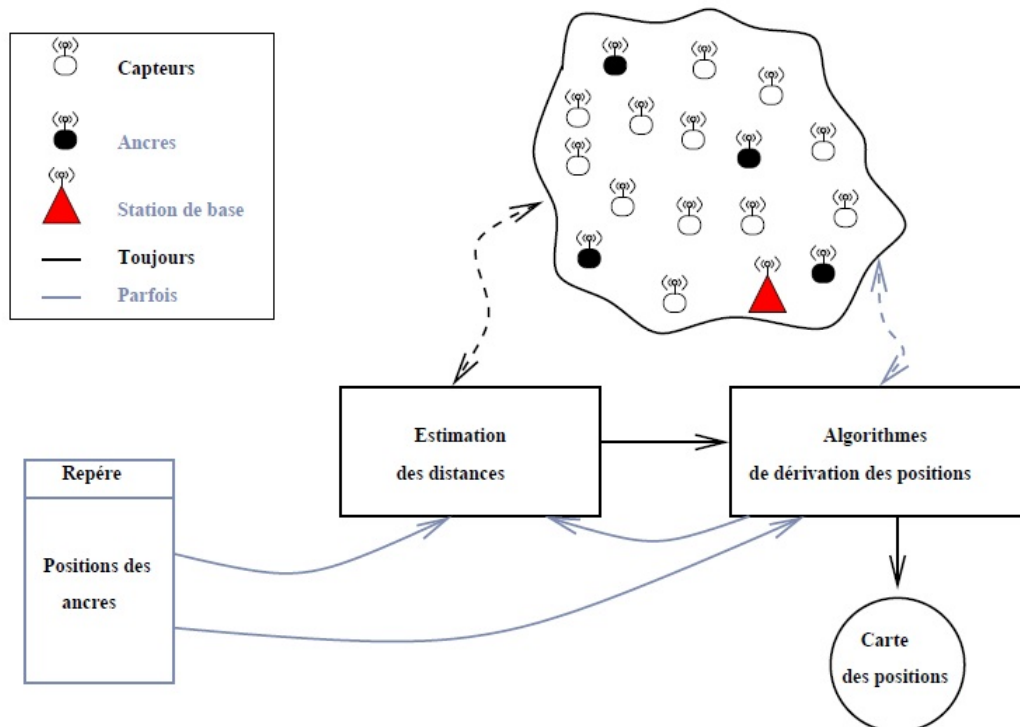 Capteurs
Ancres
Station de base
Toujours
Parfois
Estimation
des distances
Algorithmes
de dérivation des positions
Repére
Positions des
ancres
Carte
des positions